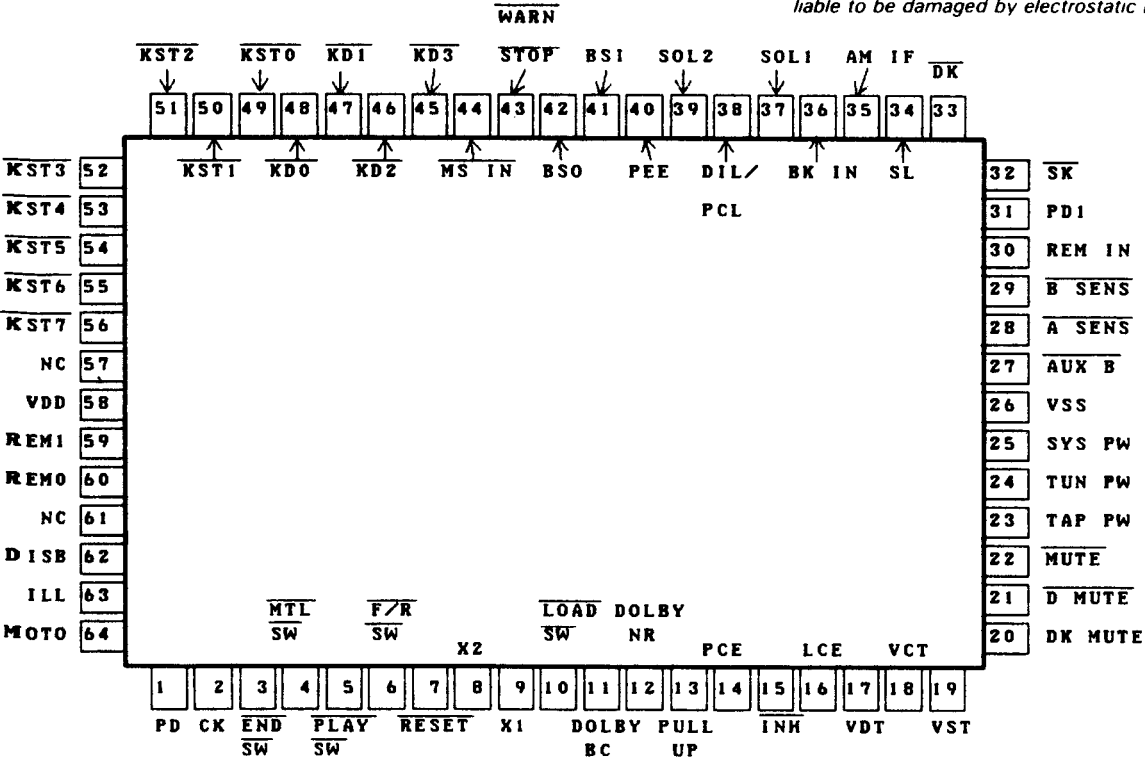 liable to be damaged by electrostatic
WARN
KST2 KST0 KD1 KD3 STOP BSI SOL2 SOL1 AM IF DK
51 50 49 48 47 46 45 44 43 42 41 40 39 38 37 36 35 34 33
KST1 KD0 KD2 MS IN BSO PEE DIL/ BK IN SL
PCL
KST3 52
KST4 53
KST5 54
KST6 55
KST7 56
NC 57
VDD 58
REM1 59
REM0 60
NC 61
DISB 62
ILL 63
MOTO 64
32 SK
31 PD1
30 REM IN
29 B SENS
28 A SENS
27 AUX B
26 VSS
25 SYS PW
24 TUN PW
23 TAP PW
22 MUTE
21 D MUTE
20 DK MUTE
MTL F/R LOAD DOLBY
SW SW SW NR
X2 PCE LCE VCT
1 2 3 4 5 6 7 8 9 10 11 12 13 14 15 16 17 18 19
PD CK END PLAY RESET X1 DOLBY PULL INH VDT VST
SW SW BC UP